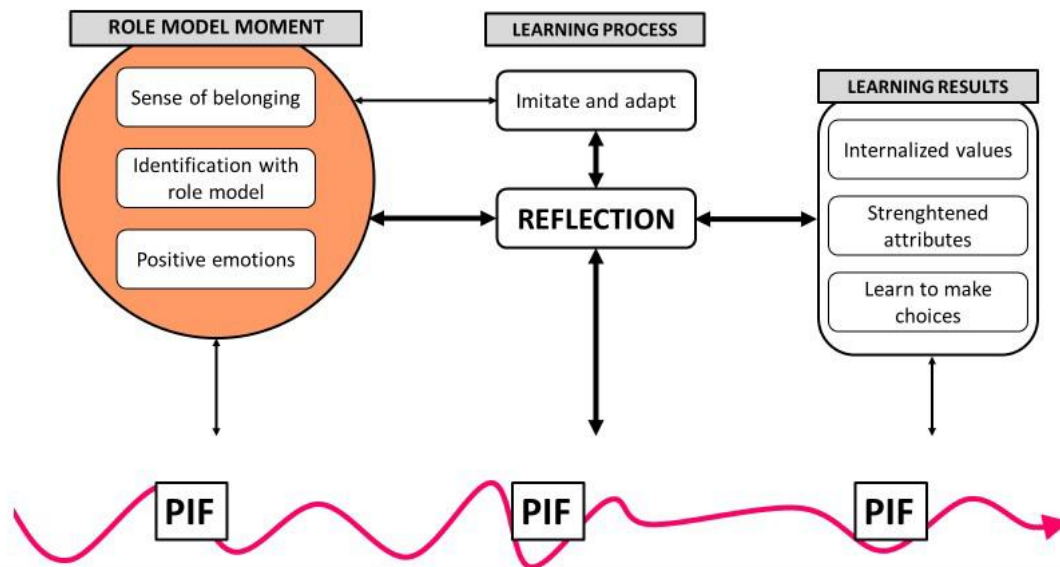 ROLE MODEL MOMENT
Sense of belonging
Identification with
role model
Positive emotions
LEARNING PROCESS
Imitate and adapt
REFLECTION
LEARNING RESULTS
Internalized values
Strenghtened
attributes
Learn to make
choices
PIF
PIF
PIF